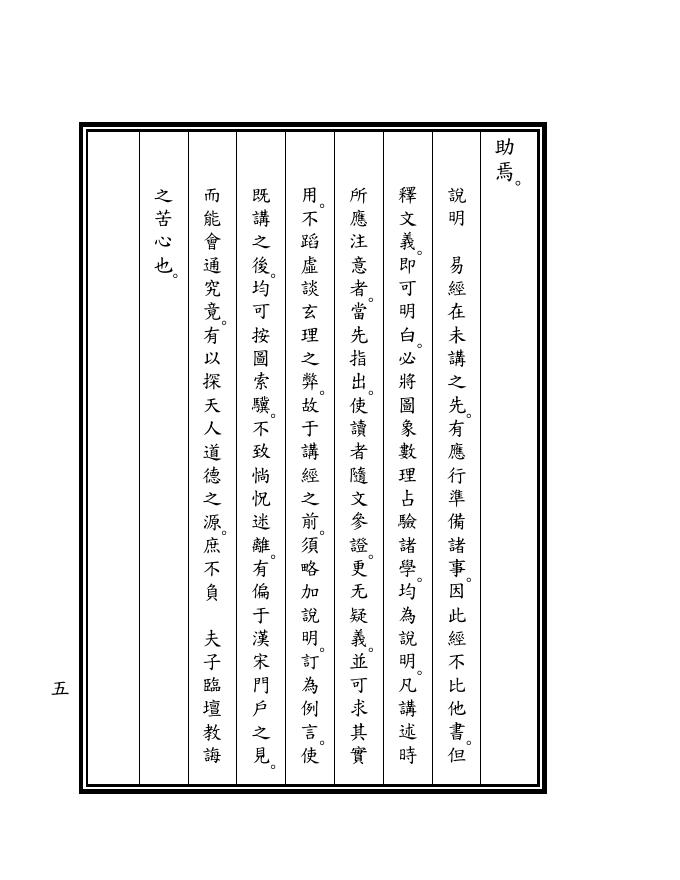 助焉。
說明　易經在未講之先。有應行準備諸事。因此經不比他書。但
釋文義。即可明白。必將圖象數理占驗諸學。均為說明。凡講述時
所應注意者。當先指出。使讀者隨文參證。更无疑義。並可求其實
用。不蹈虛談玄理之弊。故于講經之前。須略加說明。訂為例言。使
既講之後。均可按圖索驥。不致惝怳迷離。有偏于漢宋門戶之見。
而能會通究竟。有以探天人道德之源。庶不負　夫子臨壇教誨
之苦心也。
五